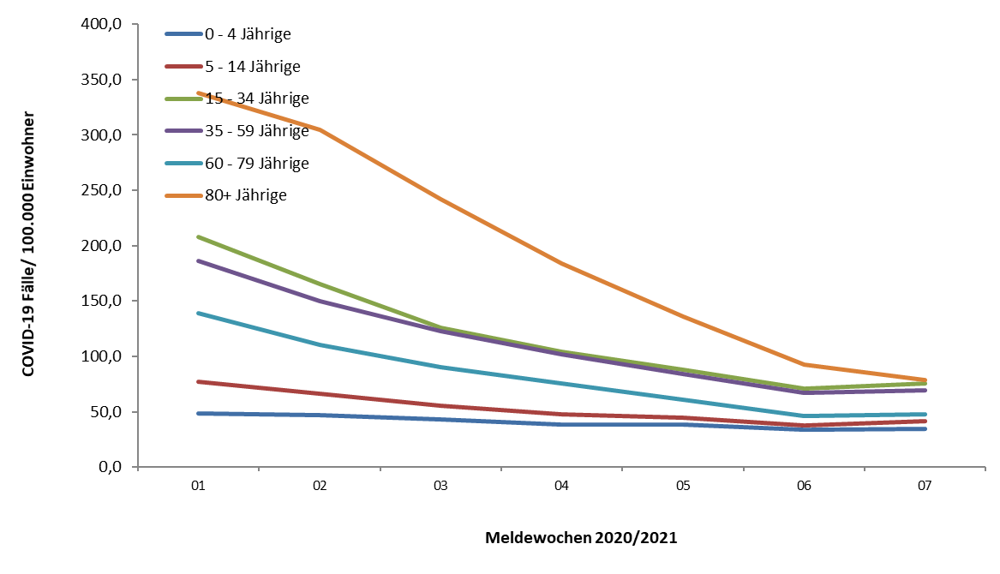 COVID-19 Fälle/ 100.000 Einwohner
400,0
350,0
300,0
250,0
200,0
150,0
100,0
50,0
0,0
0 - 4 Jährige
5 - 14 Jährige
15 - 34 Jährige
35 - 59 Jährige
60 - 79 Jährige
80+ Jährige
01 02 03 04 05 06 07
Meldewochen 2020/2021